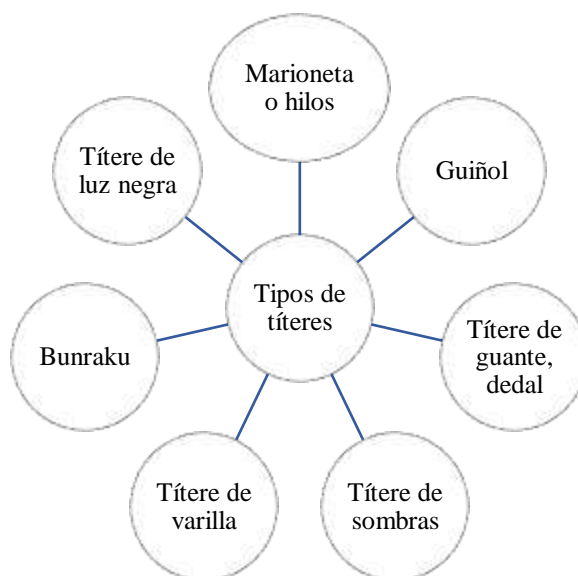 Marioneta
o hilos
Guiñol
Títere de
guante,
dedal
Títere de
sombras
Títere de
varilla
Bunraku
Títere de
luz negra
Tipos de
títeres